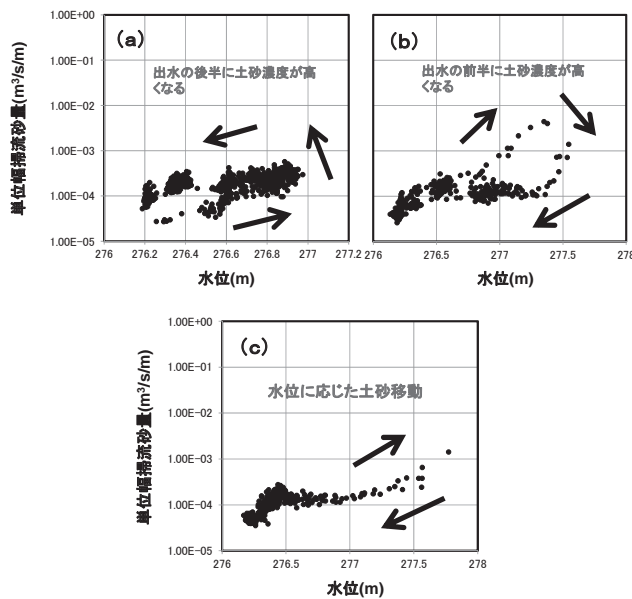 1.00E+00
(a)
出水の後半に土砂濃度が高
くなる
1.00E-01
1.00E-02
1.00E-03
1.00E-04
1.00E-05
276 276.2 276.4 276.6 276.8 277 277.2
水位(m)
単位幅掃流砂量(m³/s/m)
(b)
出水の前半に土砂濃度が高
くなる
276 276.5 277 277.5 278
水位(m)
1.00E+00
(c)
水位に応じた土砂移動
1.00E-01
1.00E-02
1.00E-03
1.00E-04
1.00E-05
276 276.5 277 277.5 278
水位(m)
単位幅掃流砂量(m³/s/m)